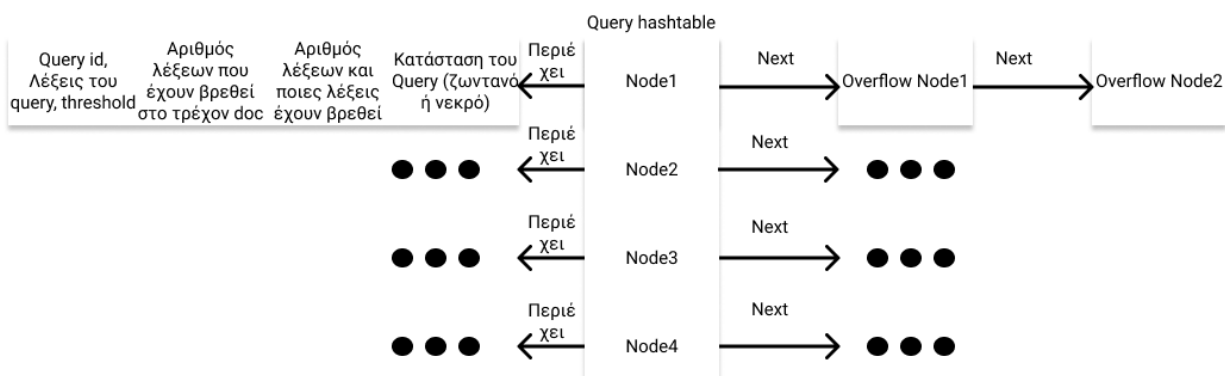 Query hashtable
Query id,
Λέξεις του
query, threshold
Αριθμός
λέξεων που
έχουν βρεθεί
στο τρέχον doc
Αριθμός
λέξεων και
ποιες λέξεις
έχουν βρεθεί
Κατάσταση του
Query (ζωντανό
ή νεκρό)
Περιέ
χει
Node1
Next
Overflow Node1
Next
Overflow Node2
Περιέ
χει
Node2
Next
Περιέ
χει
Node3
Next
Περιέ
χει
Node4
Next